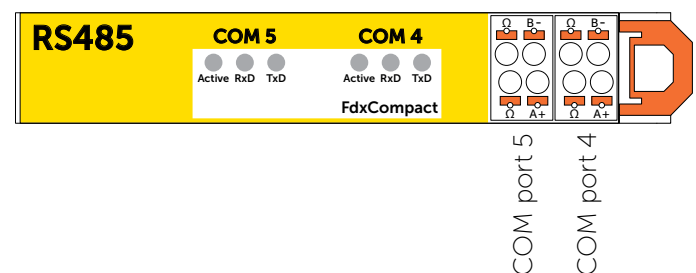 RS485
COM 5 COM 4
Active RxD TxD Active RxD TxD
FdxCompact
Ω B- Ω B-
Ω A+ Ω A+
COM port 5
COM port 4